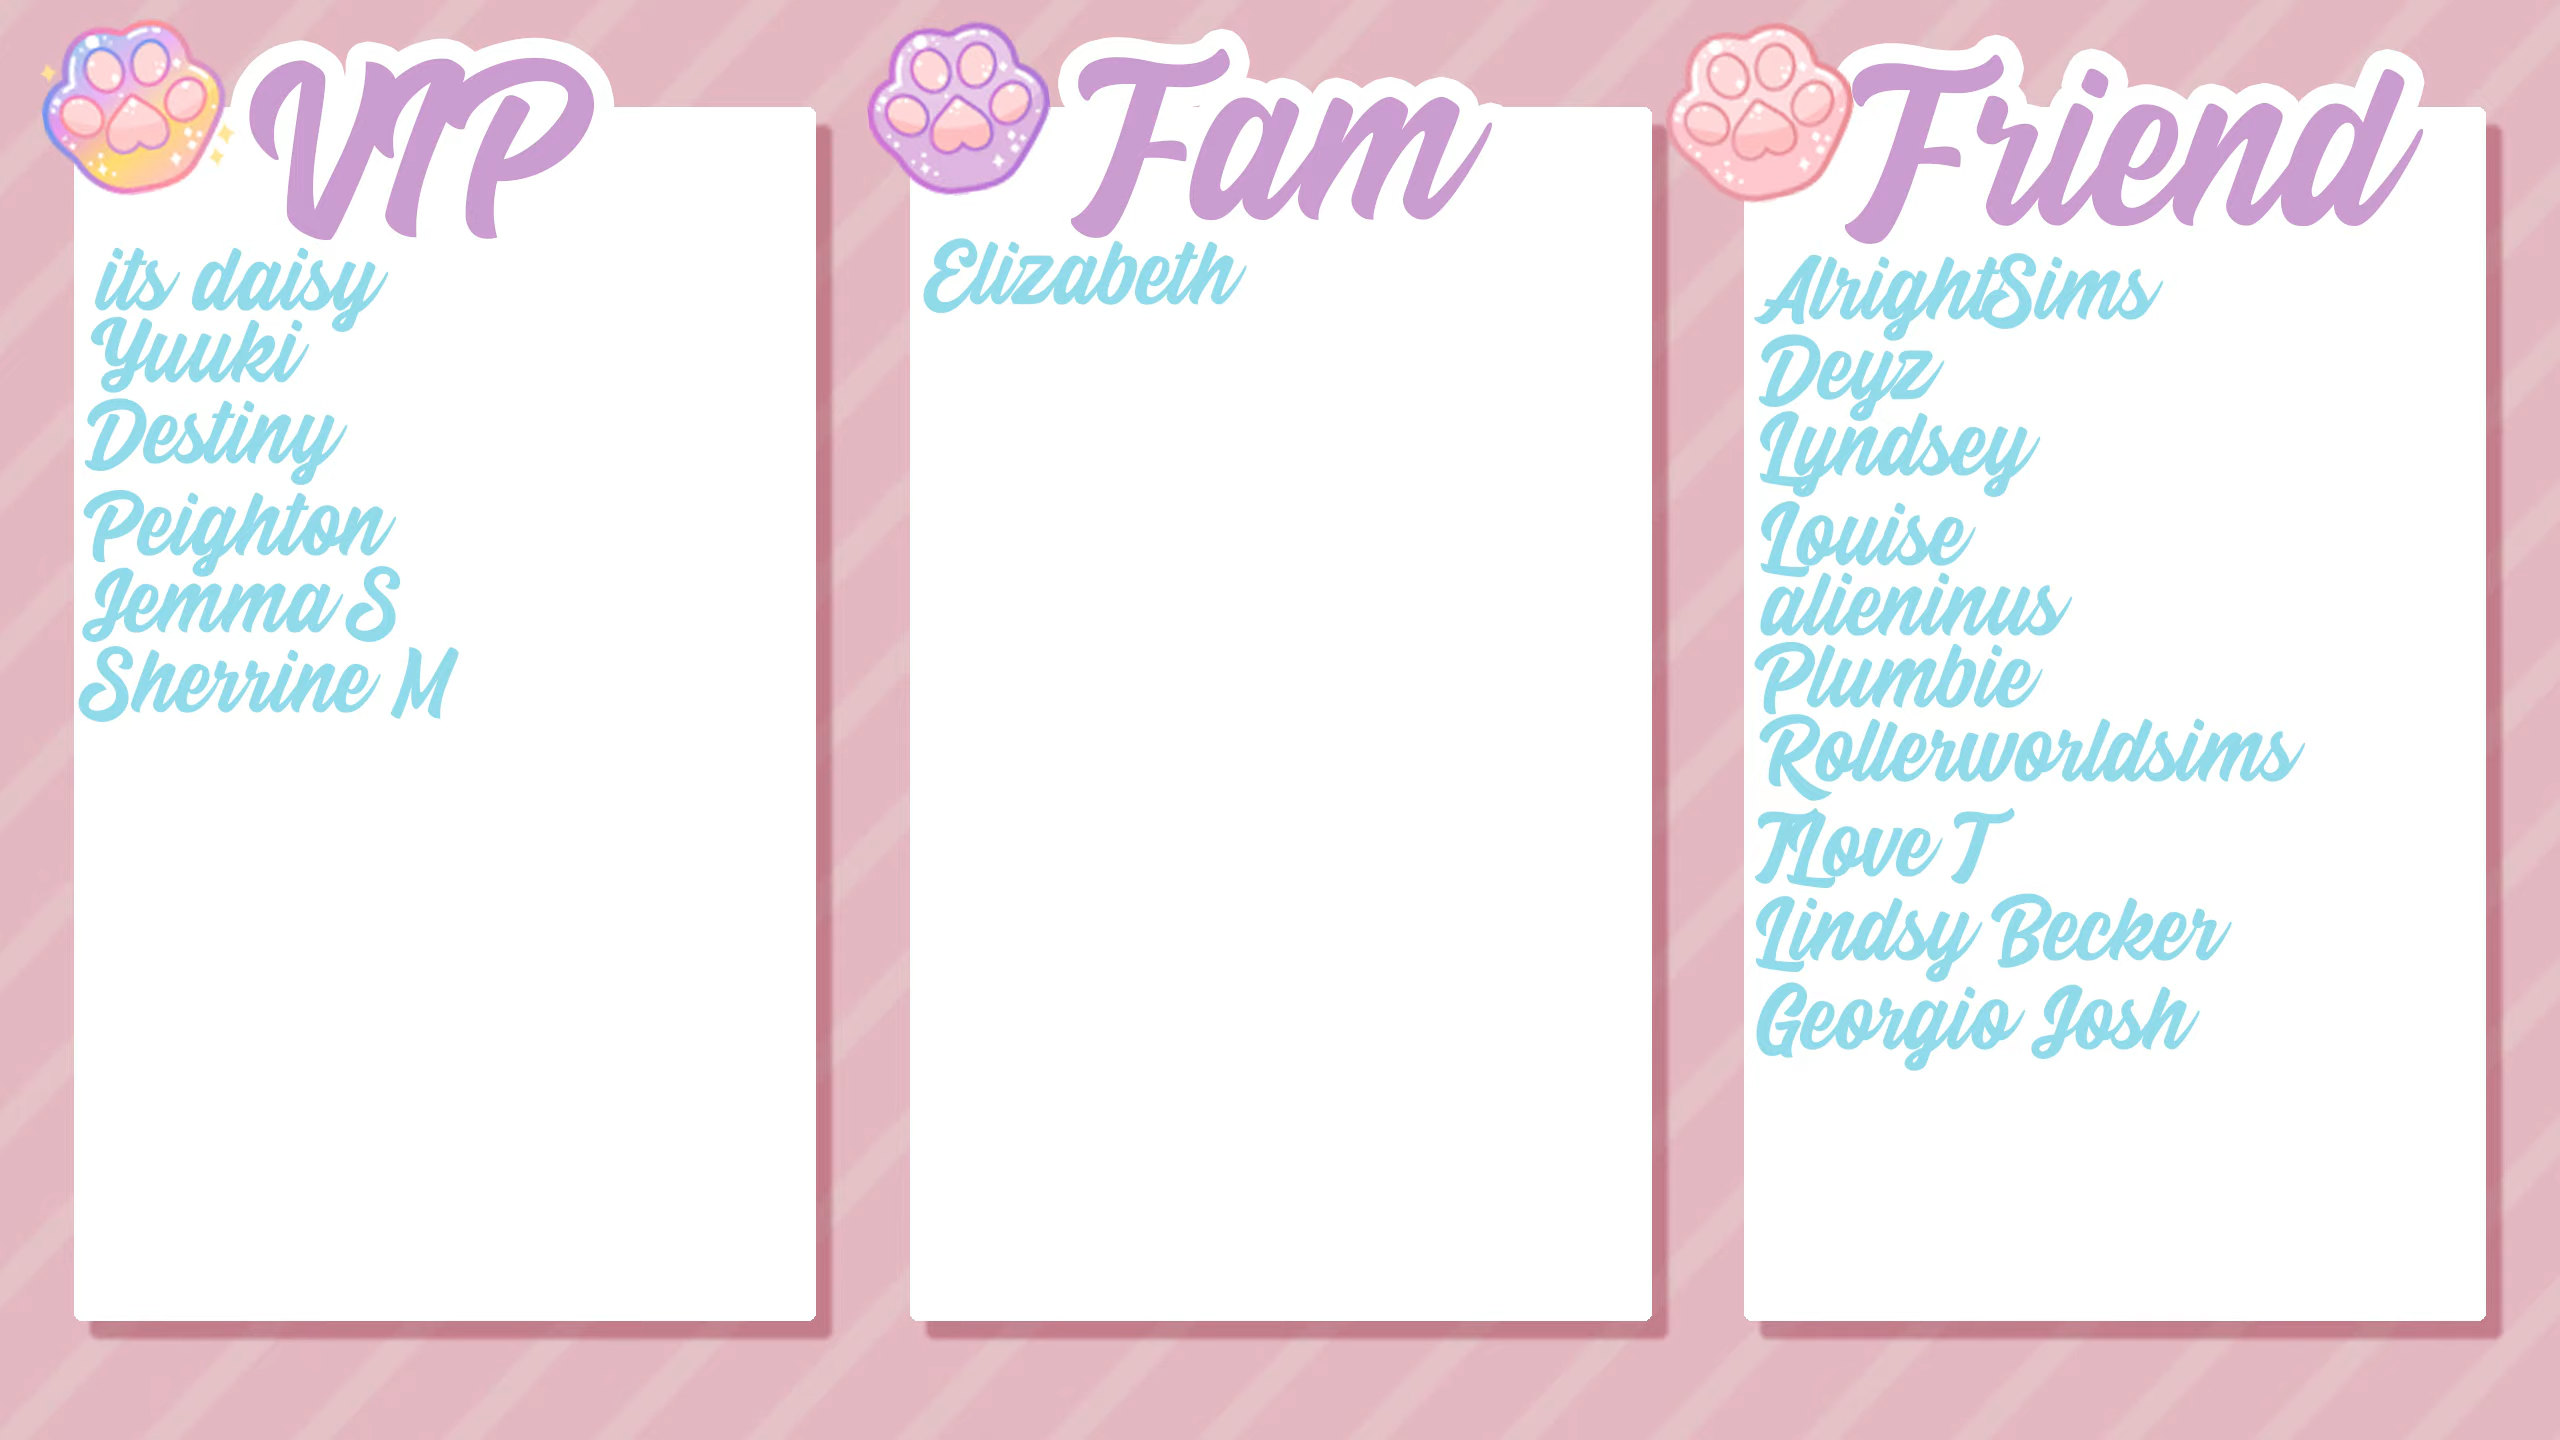 VIP
its daisy
Yuuki
Destiny
Peighton
Jemma S
Sherrine M
Fam
Elizabeth
Friend
AlrightSims
Deyz
Lyndsey
Louise
alieninus
Plumbie
Rollerworldsims
TLove T
Lindsy Becker
Georgio Josh